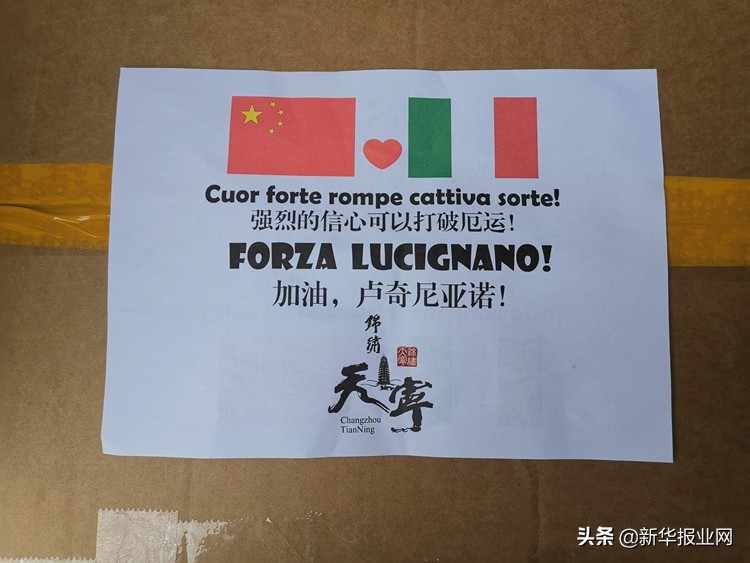 Cuor forte rompe cattiva sorte!
强烈的信心可以打破厄运!
FORZA LUCIGNANO!
加油，卢奇尼亚诺!
锦绣
天宁
Changzhou
TianNing
头条 @新华报业网